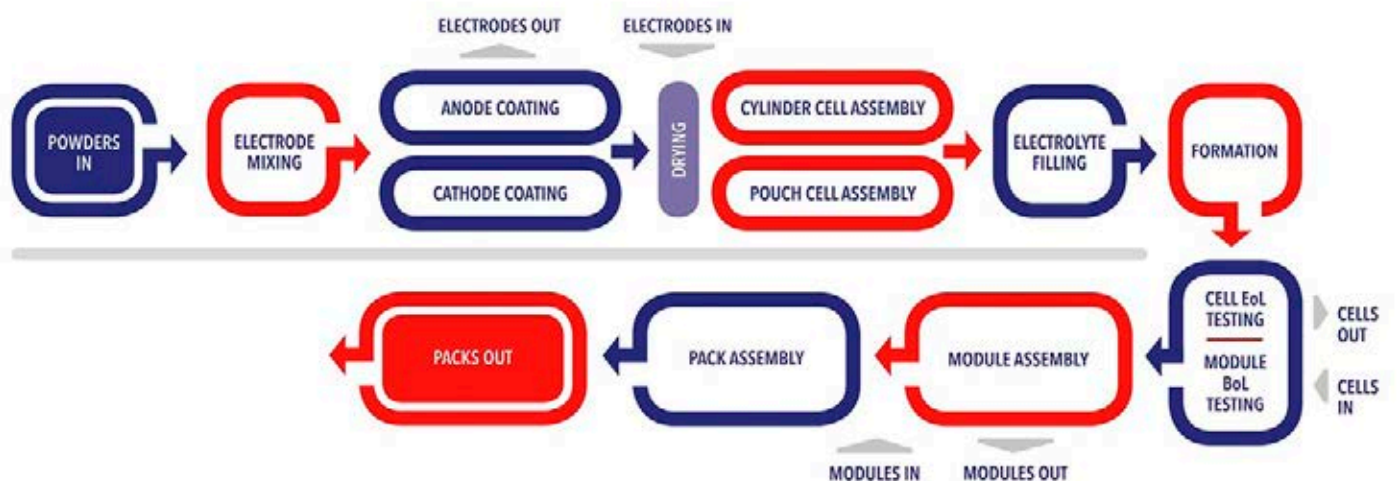 ELECTRODES OUT
ELECTRODES IN
POWDERS
IN
ELECTRODE
MIXING
ANODE COATING
CATHODE COATING
DRYING
CYLINDER CELL ASSEMBLY
POUCH CELL ASSEMBLY
ELECTROLYTE
FILLING
FORMATION
CELL EoL
TESTING
MODULE
BoL
TESTING
CELLS
OUT
CELLS
IN
MODULE ASSEMBLY
PACK ASSEMBLY
PACKS OUT
MODULES IN
MODULES OUT